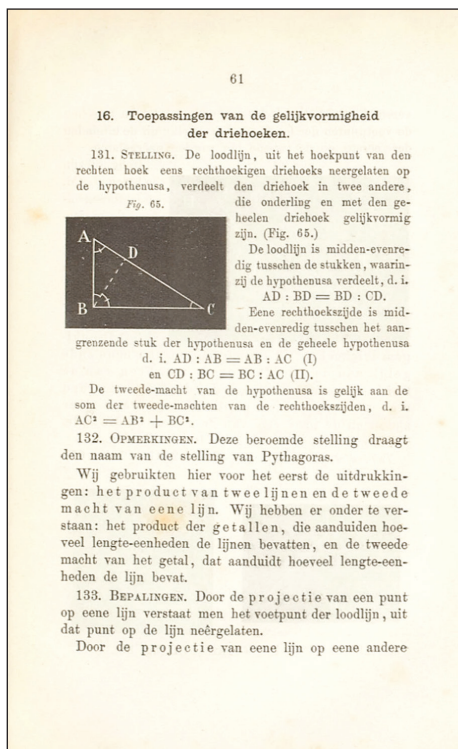 61
16. Toepassingen van de gelijkvormigheid
der driehoeken.
131. STELLING. De loodlijn, uit het hoekpunt van den
rechten hoek eens rechthoekigen driehoeks neergelaten op
de hypothenusa, verdeelt den driehoek in twee andere,
die onderling en met den ge-
heelen driehoek gelijkvormig
zijn. (Fig. 65.)
Fig. 65.
A
D
B
C
De loodlijn is midden-evenre-
dig tusschen de stukken, waarin-
zij de hypothenusa verdeelt, d. i.
AD : BD = BD : CD.
Eene rechthoekszijde is mid-
den-evenredig tusschen het aan-
grenzende stuk der hypothenusa en de geheele hypothenusa
d. i. AD : AB = AB : AC (I)
en CD : BC = BC : AC (II).
De tweede-macht van de hypothenusa is gelijk aan de
som der tweede-machten van de rechthoekszijden, d. i.
AC² = AB² + BC².
132. OPMERKINGEN. Deze beroemde stelling draagt
den naam van de stelling van Pythagoras.
Wij gebruikten hier voor het eerst de uitdrukkin-
gen: het product van twee lijnen en de tweede
macht van eene lijn. Wij hebben er onder te ver-
staan: het product der getallen, die aanduiden hoe-
veel lengte-eenheden de lijnen bevatten, en de tweede
macht van het getal, dat aanduidt hoeveel lengte-een-
heden de lijn bevat.
133. BEPALINGEN. Door de projectie van een punt
op eene lijn verstaat men het voetpunt der loodlijn, uit
dat punt op de lijn neêrgelaten.
Door de projectie van eene lijn op eene andere